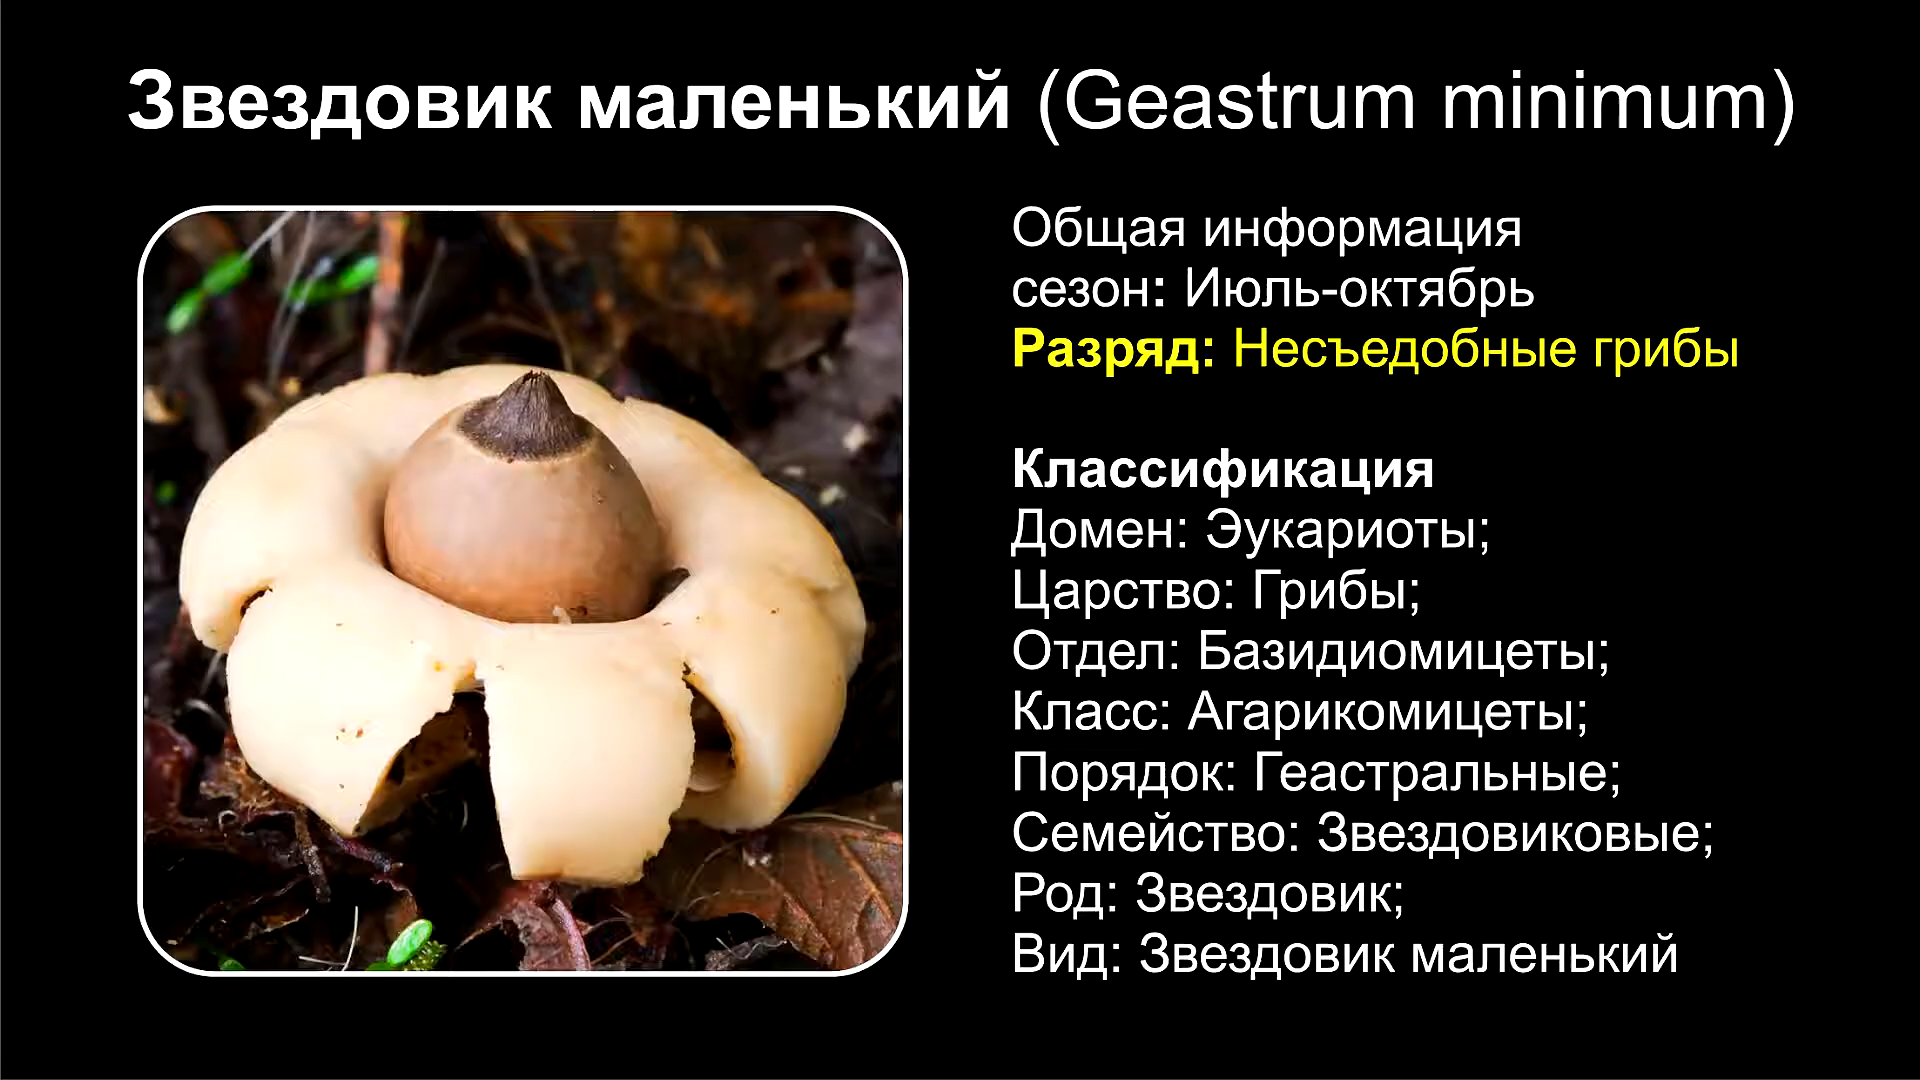 Звездовик маленький (Geastrum minimum)
Общая информация
сезон: Июль-октябрь
Разряд: Несъедобные грибы
Классификация
Домен: Эукариоты;
Царство: Грибы;
Отдел: Базидиомицеты;
Класс: Агарикомицеты;
Порядок: Геастральные;
Семейство: Звездовиковые;
Род: Звездовик;
Вид: Звездовик маленький